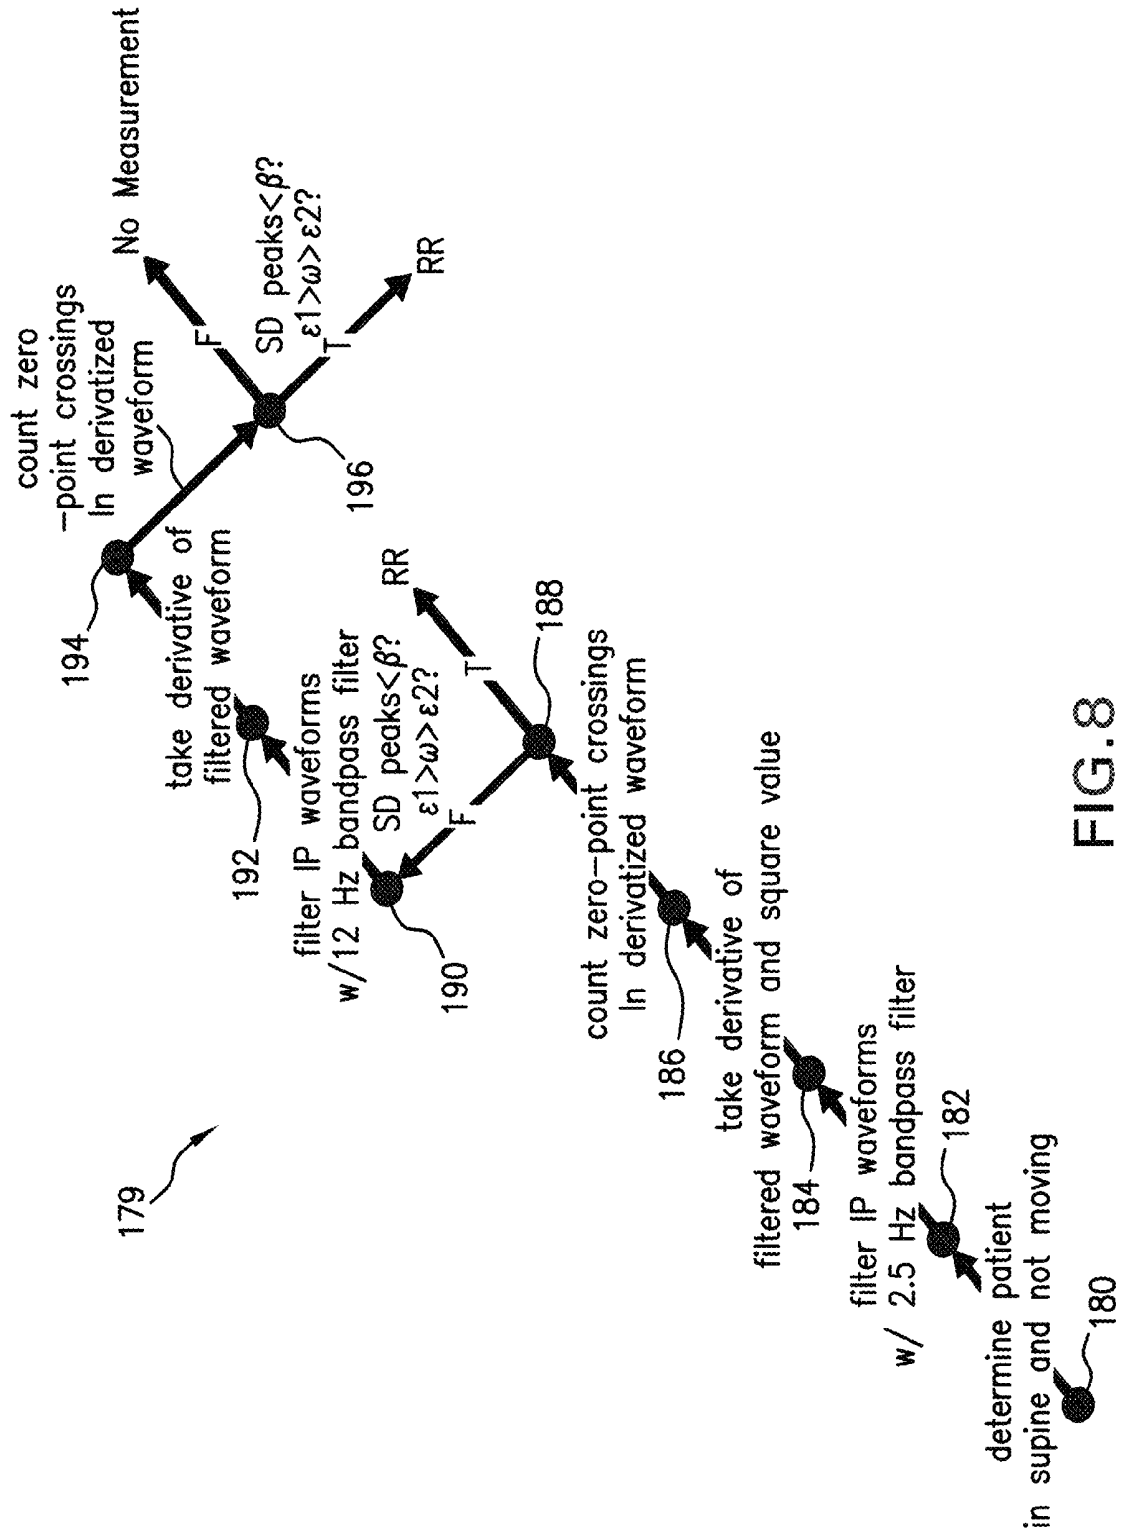 179
180
determine patient
in supine and not moving
182
filter IP waveforms
w/ 2.5 Hz bandpass filter
184
take derivative of
filtered waveform and square value
186
count zero-point crossings
In derivatized waveform
188
SD peaks<β?
ε1>ω>ε2?
T
RR
F
190
filter IP waveforms
w/12 Hz bandpass filter
192
take derivative of
filtered waveform
194
count zero
-point crossings
In derivatized
waveform
196
SD peaks<β?
ε1>ω>ε2?
F
No Measurement
T
RR
FIG.8